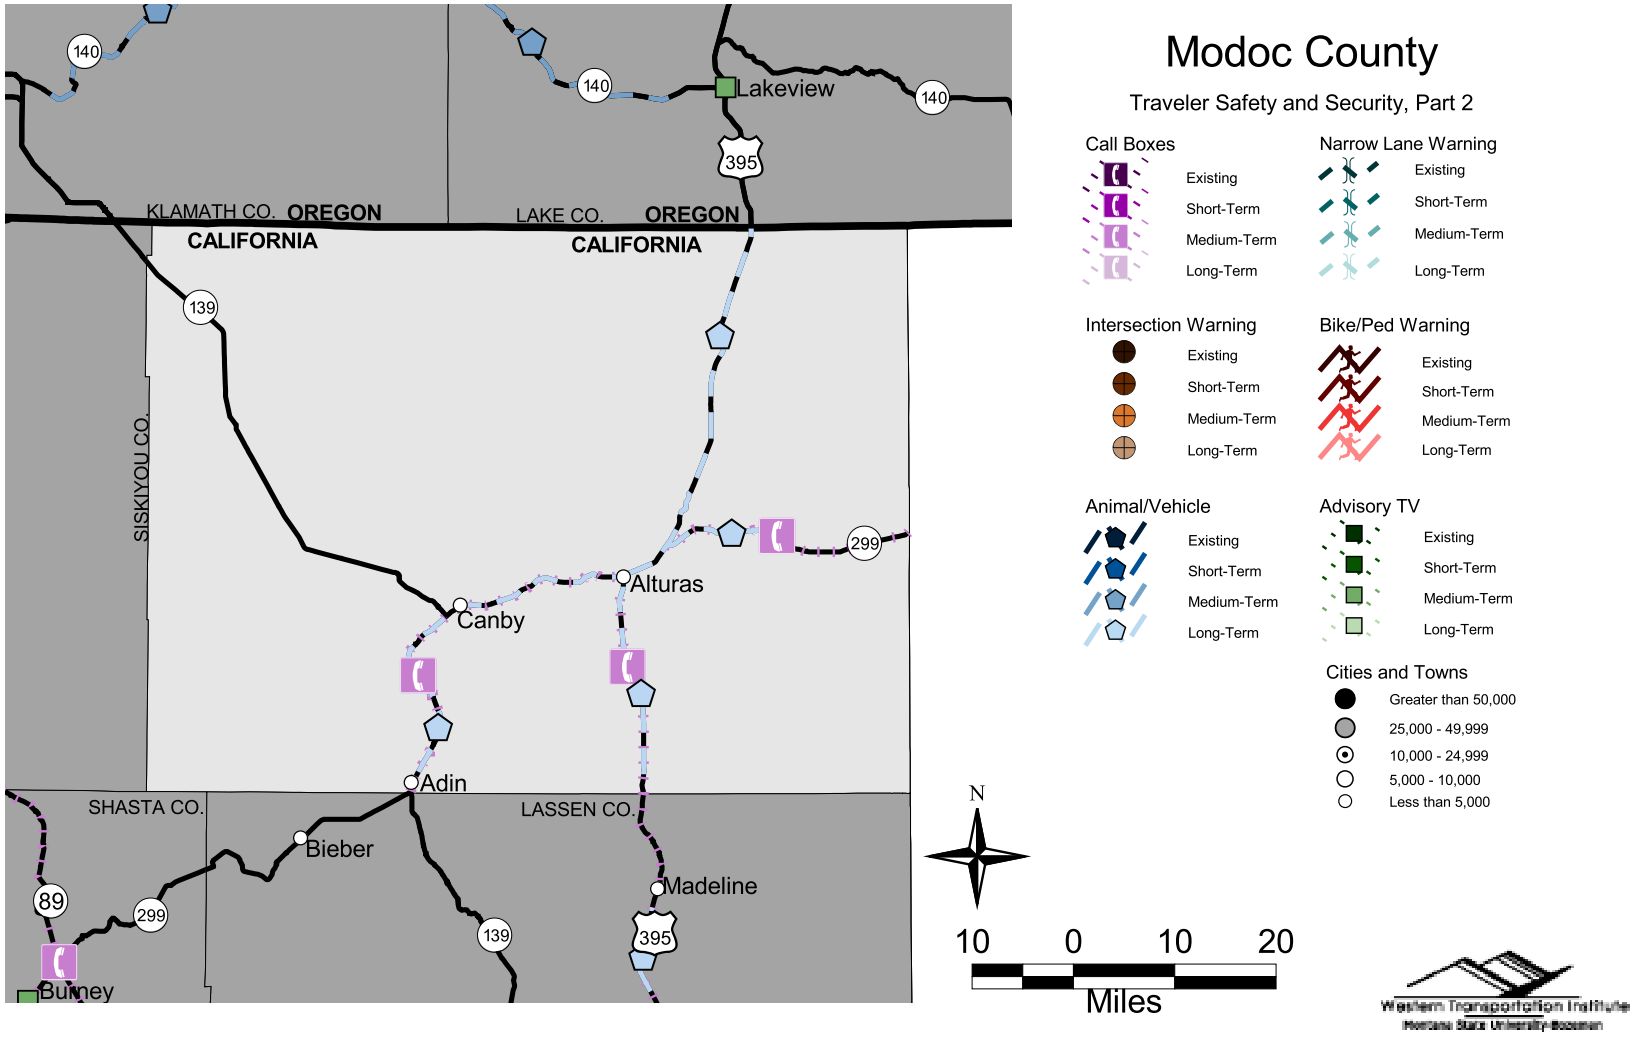 Modoc County
Traveler Safety and Security, Part 2
Call Boxes
Existing
Short-Term
Medium-Term
Long-Term
Narrow Lane Warning
Existing
Short-Term
Medium-Term
Long-Term
Intersection Warning
Existing
Short-Term
Medium-Term
Long-Term
Bike/Ped Warning
Existing
Short-Term
Medium-Term
Long-Term
Animal/Vehicle
Existing
Short-Term
Medium-Term
Long-Term
Advisory TV
Existing
Short-Term
Medium-Term
Long-Term
Cities and Towns
Greater than 50,000
25,000 - 49,999
10,000 - 24,999
5,000 - 10,000
Less than 5,000
140
140
Lakeview
140
395
KLAMATH CO. OREGON
LAKE CO. OREGON
CALIFORNIA
CALIFORNIA
139
SISKIYOU CO.
299
Alturas
Canby
Adin
SHASTA CO.
LASSEN CO.
Bieber
Madeline
89
299
139
395
Burney
N
10 0 10 20
Miles
Western Transportation Institute
Montana State University-Bozeman